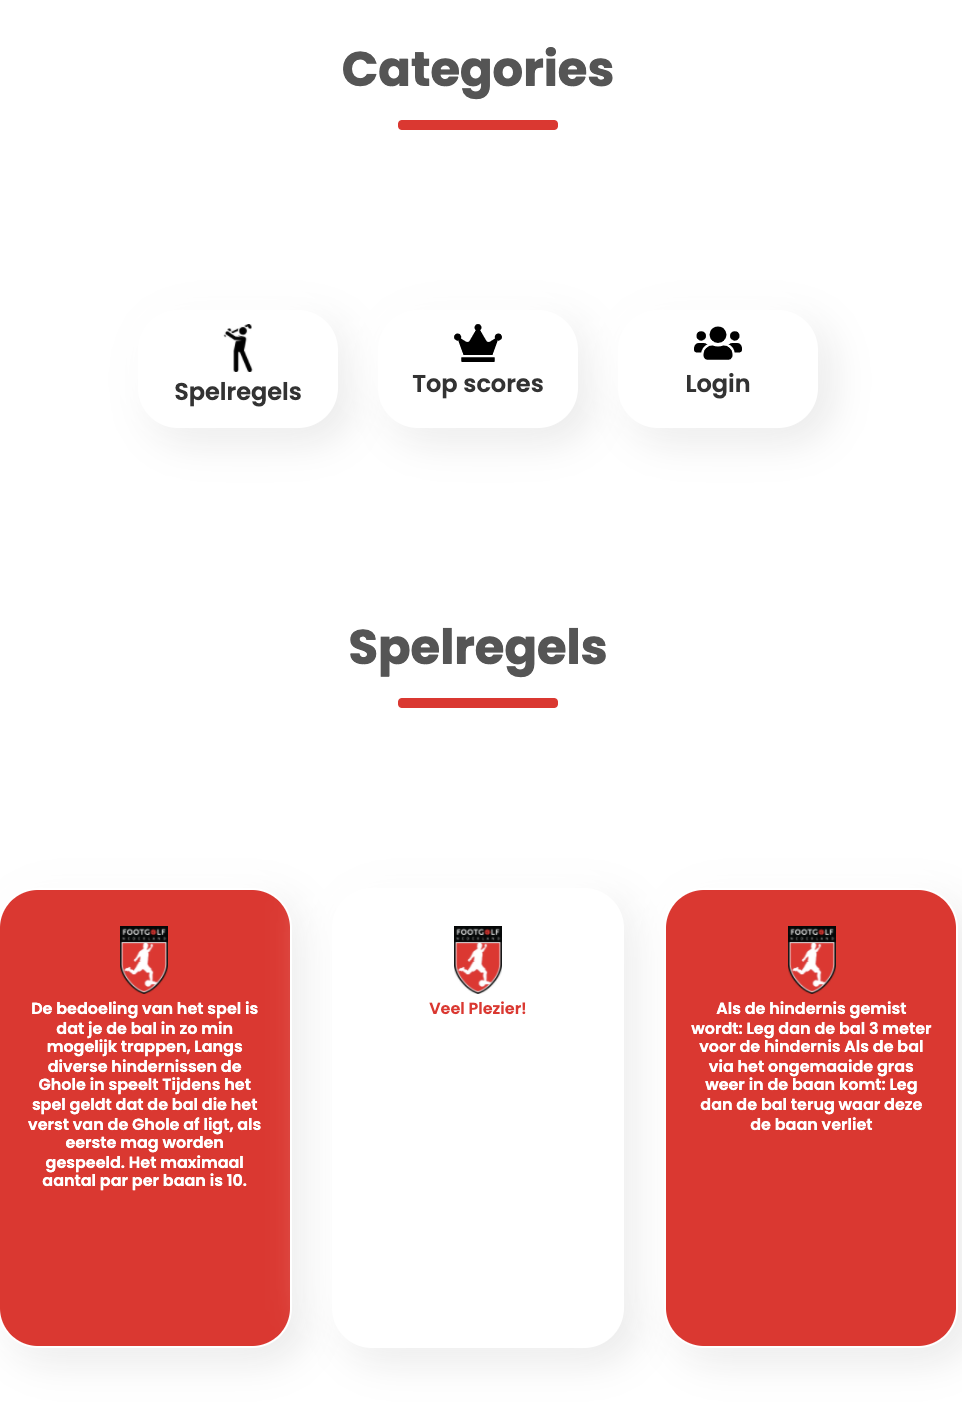 Categories
Spelregels
Top scores
Login
Spelregels
FOOTGOLF
NEDERLAND
De bedoeling van het spel is
dat je de bal in zo min
mogelijk trappen, Langs
diverse hindernissen de
Ghole in speelt Tijdens het
spel geldt dat de bal die het
verst van de Ghole af ligt, als
eerste mag worden
gespeeld. Het maximaal
aantal par per baan is 10.
FOOTGOLF
NEDERLAND
Veel Plezier!
FOOTGOLF
NEDERLAND
Als de hindernis gemist
wordt: Leg dan de bal 3 meter
voor de hindernis Als de bal
via het ongemaaide gras
weer in de baan komt: Leg
dan de bal terug waar deze
de baan verliet